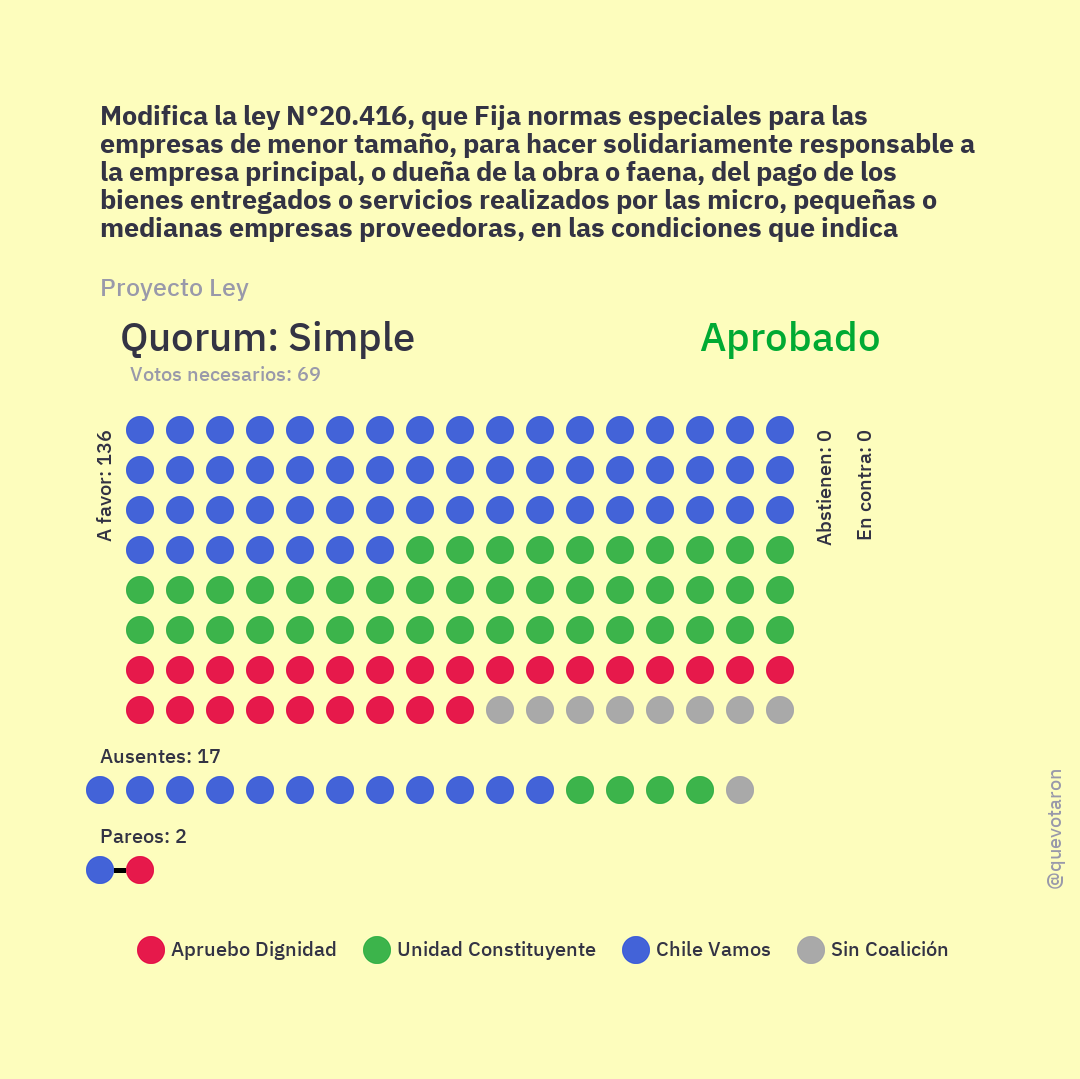 Modifica la ley N°20.416, que Fija normas especiales para las
empresas de menor tamaño, para hacer solidariamente responsable a
la empresa principal, o dueña de la obra o faena, del pago de los
bienes entregados o servicios realizados por las micro, pequeñas o
medianas empresas proveedoras, en las condiciones que indica
Proyecto Ley
Quorum: Simple
Aprobado
Votos necesarios: 69
A favor: 136
Abstienen: 0
En contra: 0
Ausentes: 17
Pareos: 2
@quevotaron
Apruebo Dignidad
Unidad Constituyente
Chile Vamos
Sin Coalición